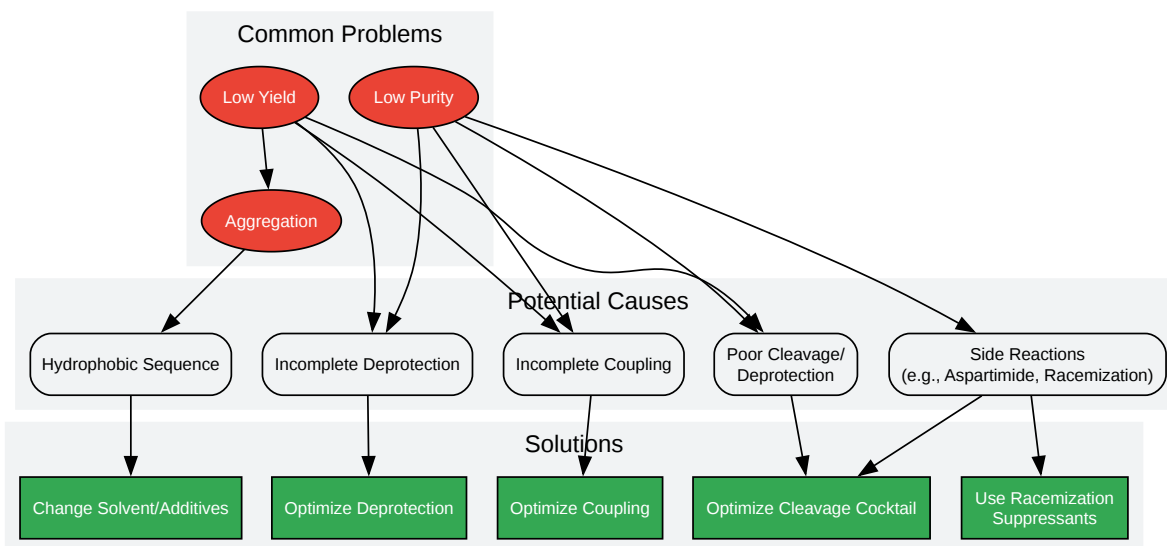 Common Problems
Low Yield
Low Purity
Aggregation
Potential Causes
Hydrophobic Sequence
Incomplete Deprotection
Incomplete Coupling
Poor Cleavage/
Deprotection
Side Reactions
(e.g., Aspartimide, Racemization)
Solutions
Change Solvent/Additives
Optimize Deprotection
Optimize Coupling
Optimize Cleavage Cocktail
Use Racemization
Suppressants